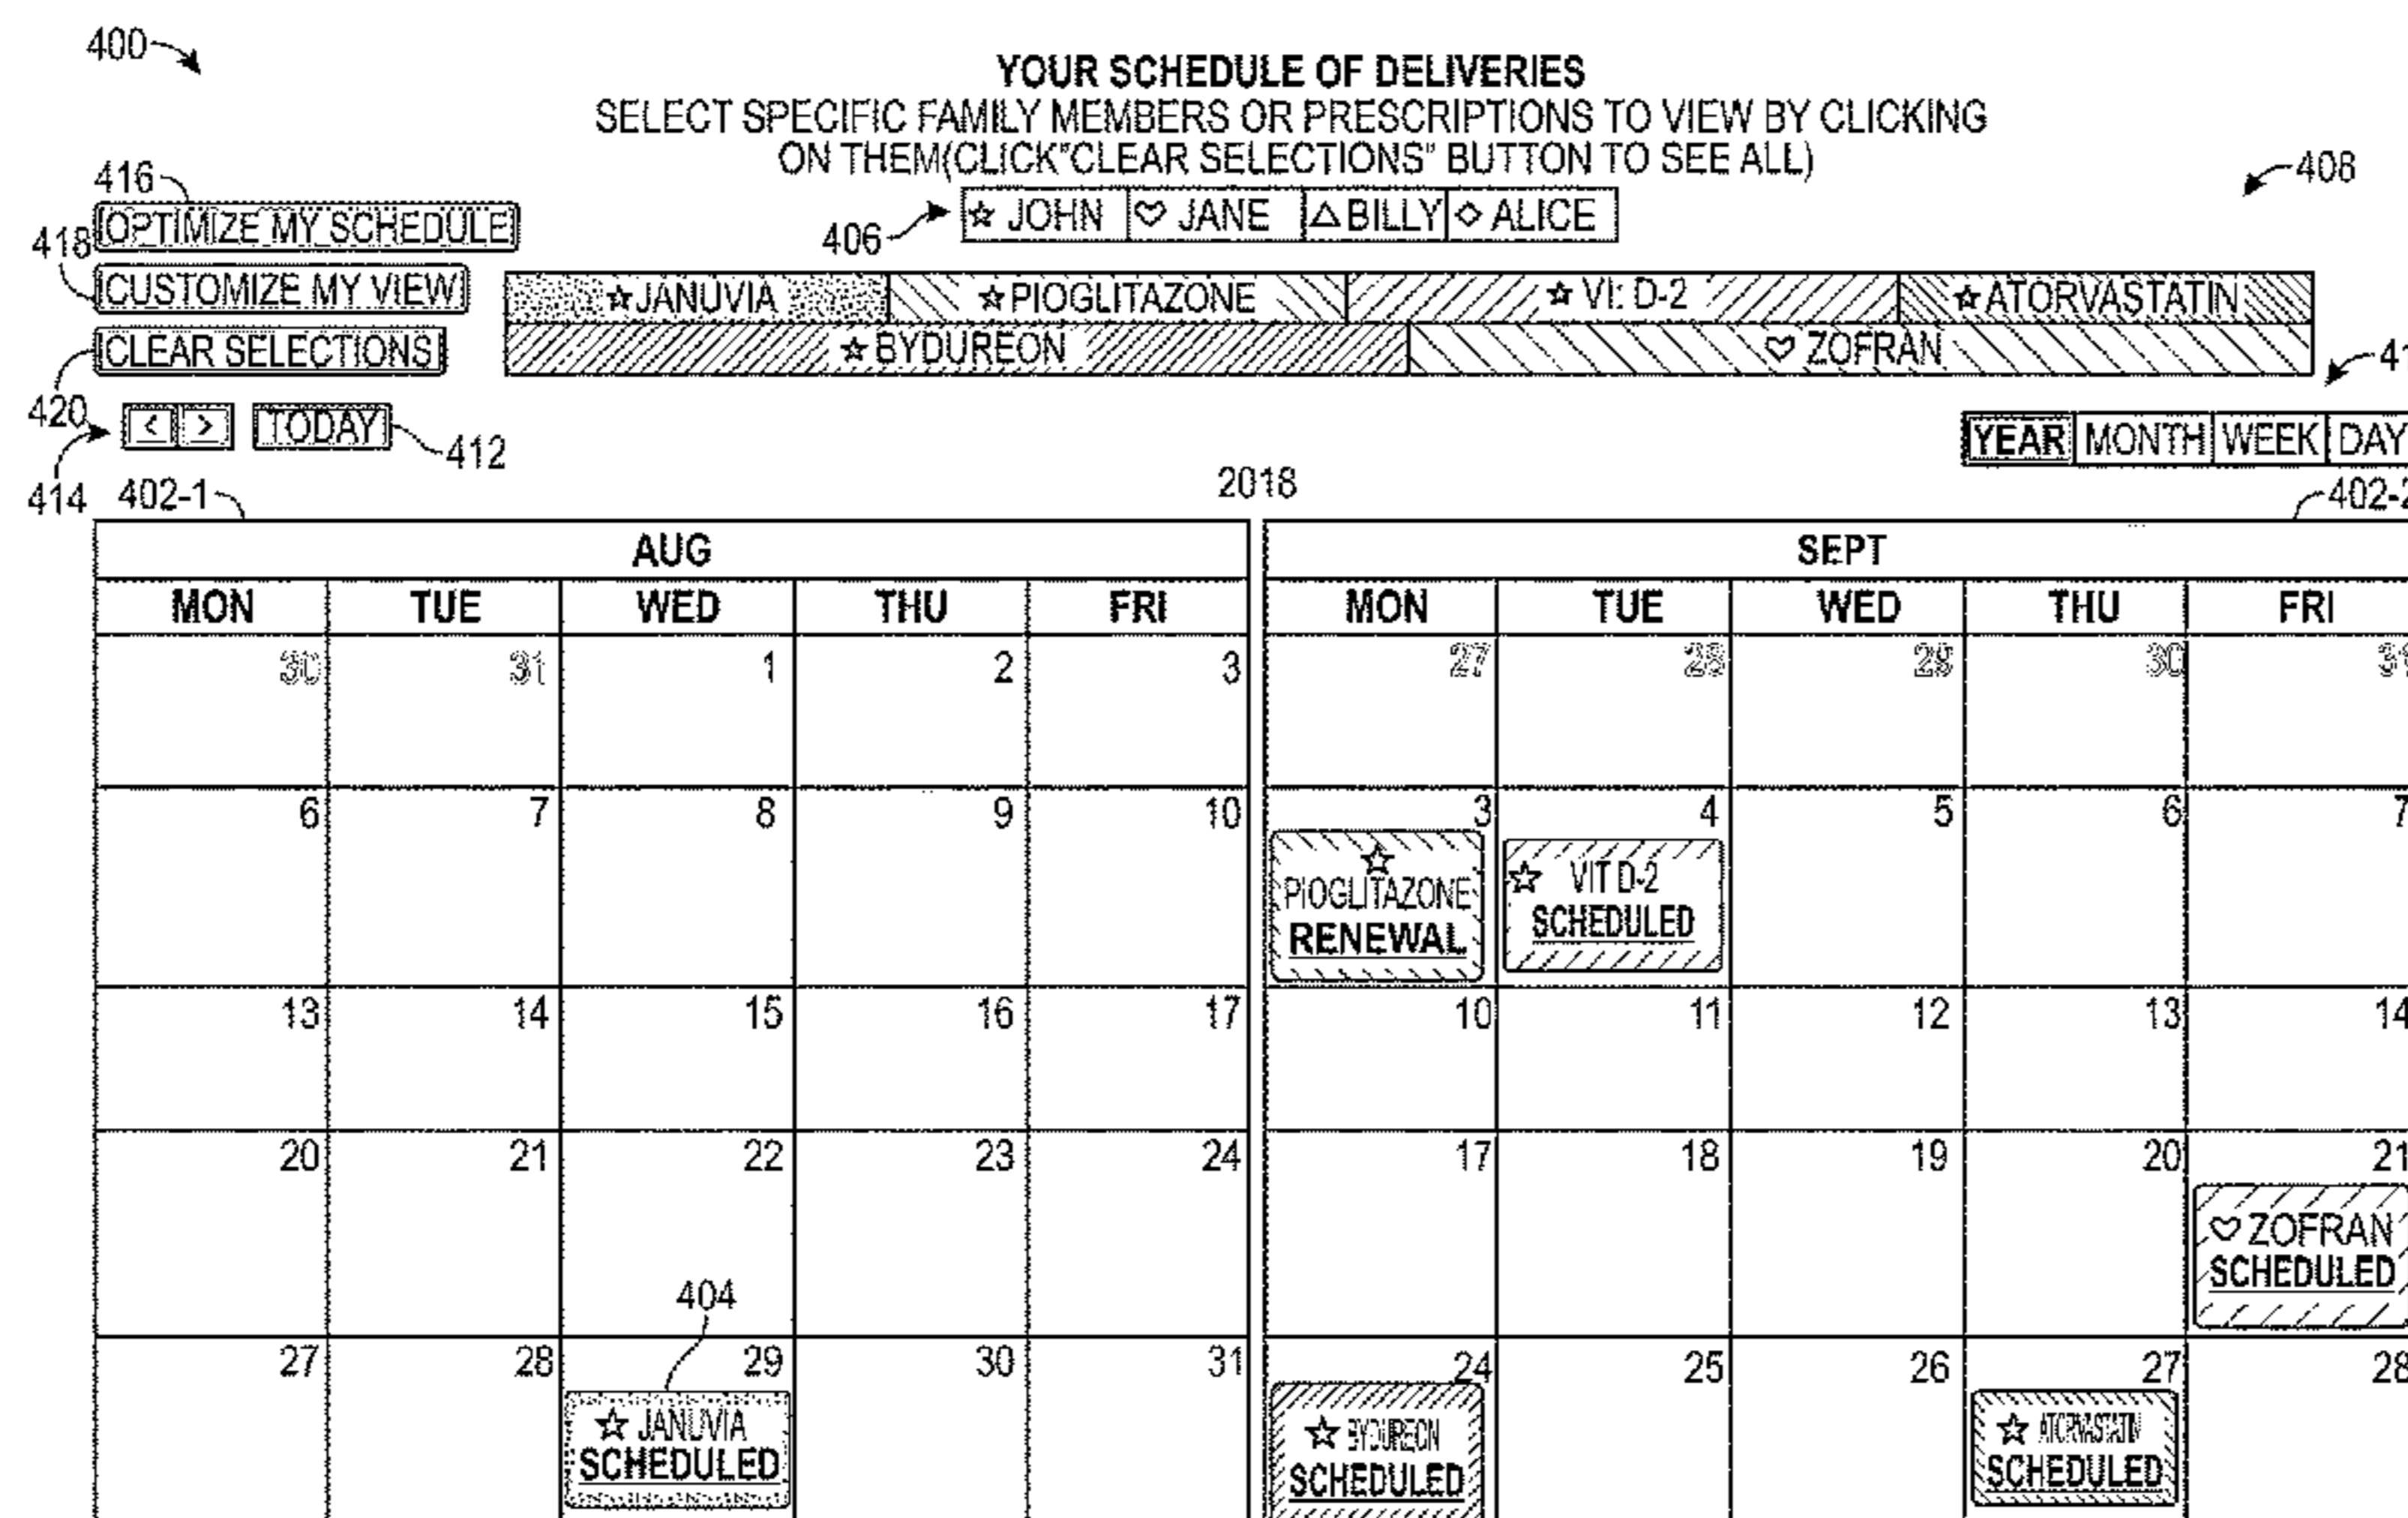 400
YOUR SCHEDULE OF DELIVERIES
SELECT SPECIFIC FAMILY MEMBERS OR PRESCRIPTIONS TO VIEW BY CLICKING
ON THEM(CLICK"CLEAR SELECTIONS" BUTTON TO SEE ALL)
408
416
OPTIMIZE MY SCHEDULE
406 ☆ JOHN ♡ JANE △ BILLY ◇ ALICE
418
CUSTOMIZE MY VIEW
☆ JANUVIA ☆ PIOGLITAZONE ☆ VI: D-2 ☆ ATORVASTATIN
CLEAR SELECTIONS
☆ BYDUREON ♡ ZOFRAN
420
414 < > TODAY 412
YEAR MONTH WEEK DAY
2018
402-1
AUG SEPT
MON TUE WED THU FRI MON TUE WED THU FRI
30 31 1 2 3 27 28 29 30 31
6 7 8 9 10 3 4 5 6 7
☆ PIOGLITAZONE RENEWAL
☆ VIT D-2 SCHEDULED
13 14 15 16 17 10 11 12 13 14
20 21 22 23 24 17 18 19 20 21
♡ ZOFRAN SCHEDULED
404
27 28 29 30 31 24 25 26 27 28
☆ JANUVIA SCHEDULED
☆ BYDUREON SCHEDULED
☆ ATORVASTATIN SCHEDULED